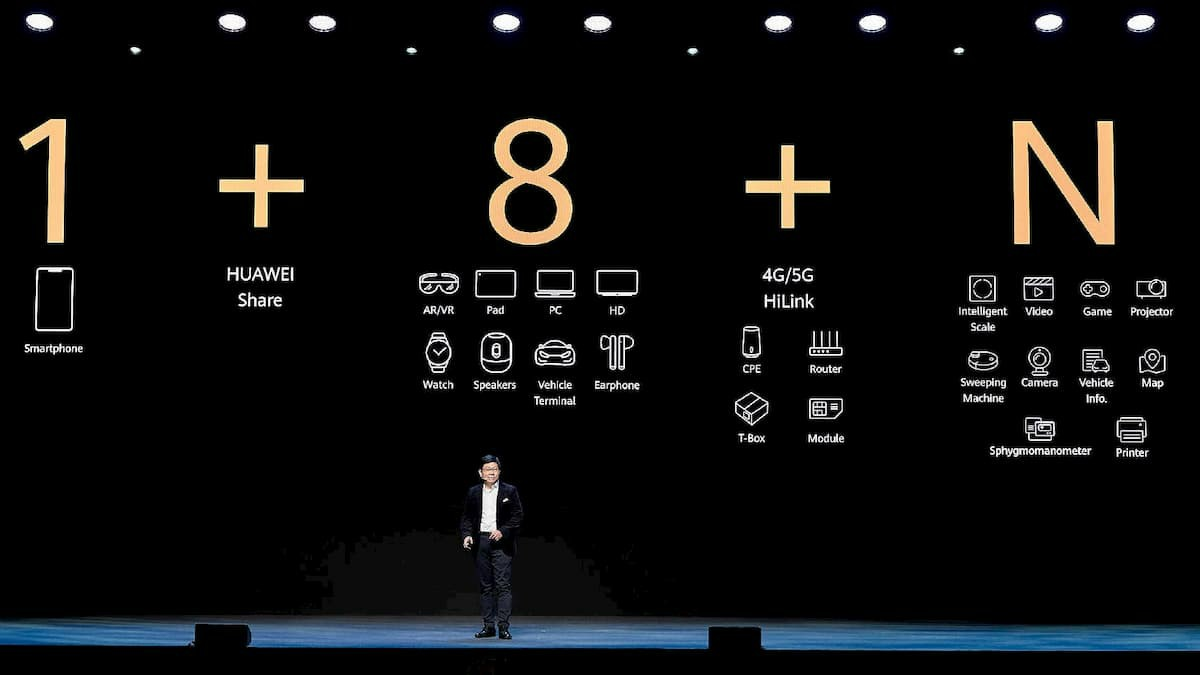 1 + 8 + N
HUAWEI
Share
4G/5G
HiLink
Smartphone
AR/VR Pad PC HD
Watch Speakers Vehicle
Terminal Earphone
CPE Router
T-Box Module
Intelligent
Scale Video Game Projector
Sweeping
Machine Camera Vehicle
Info. Map
Sphygmomanometer Printer